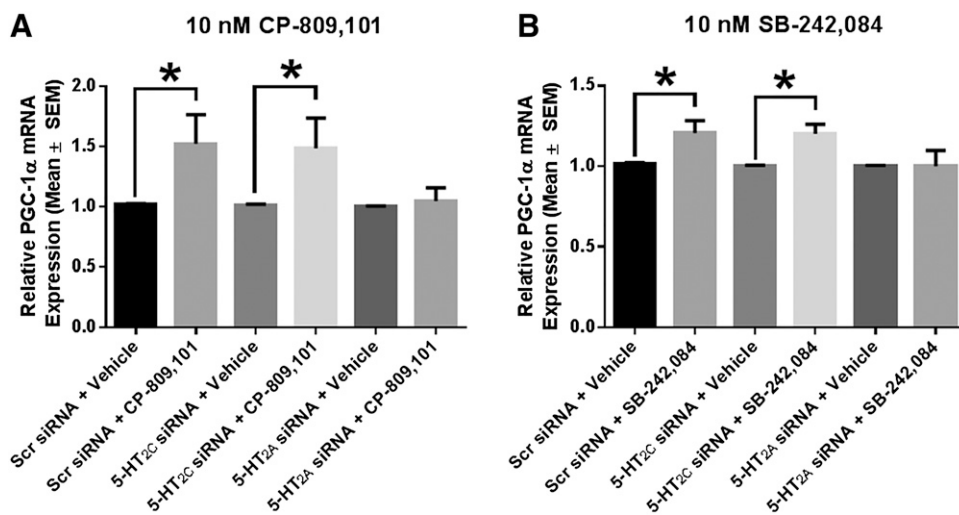 A
10 nM CP-809,101
Relative PGC-1α mRNA
Expression (Mean ± SEM)
2.0
1.5
1.0
0.5
0.0
*
*
Scr siRNA + Vehicle
Scr siRNA + CP-809,101
5-HT2C siRNA + Vehicle
5-HT2C siRNA + CP-809,101
5-HT2A siRNA + Vehicle
5-HT2A siRNA + CP-809,101
B
10 nM SB-242,084
Relative PGC-1α mRNA
Expression (Mean ± SEM)
1.5
1.0
0.5
0.0
*
*
Scr siRNA + Vehicle
Scr siRNA + SB-242,084
5-HT2C siRNA + Vehicle
5-HT2C siRNA + SB-242,084
5-HT2A siRNA + Vehicle
5-HT2A siRNA + SB-242,084